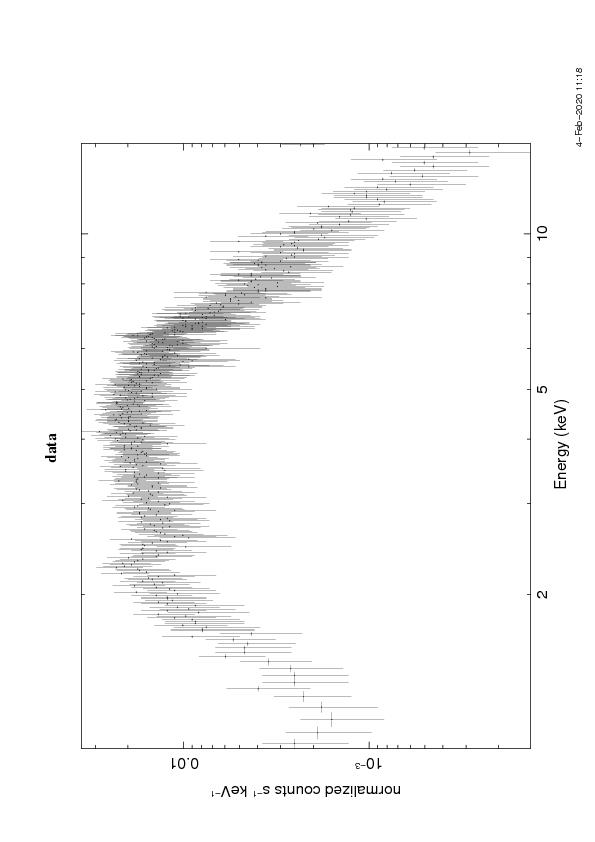 data
normalized counts s⁻¹ keV⁻¹
0.01
10⁻³
2
5
10
Energy (keV)
4-Feb-2020 11:18